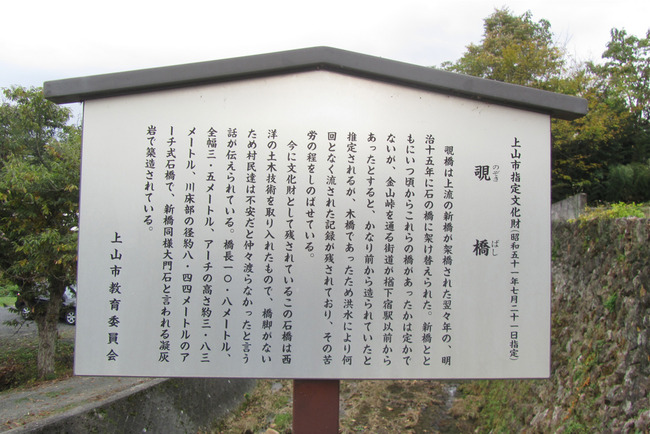 上山市指定文化財(昭和五十一年七月二十一日指定)
覗橋
のぞき ばし
覗橋は上流の新橋が架橋された翌々年の、明
治十五年に石の橋に架け替えられた。新橋とと
もにいつ頃からこれらの橋があったかは定かで
ないが、金山峠を通る街道が楢下宿駅以前から
あったとすると、かなり前から造られていたと
推定されるが、木橋であったため洪水により何
回となく流された記録が残されており、その苦
労の程をしのばせている。
今に文化財として残されているこの石橋は西
洋の土木技術を取り入れたもので、橋脚がない
ため村民達は不安だと仲々渡らなかったと言う
話が伝えられている。橋長一〇・八メートル、
全幅三・五メートル、アーチの高さ約三・八三
メートル、川床部の径約八・四四メートルのア
ーチ式石橋で、新橋同様大門石と言われる凝灰
岩で築造されている。
上山市教育委員会